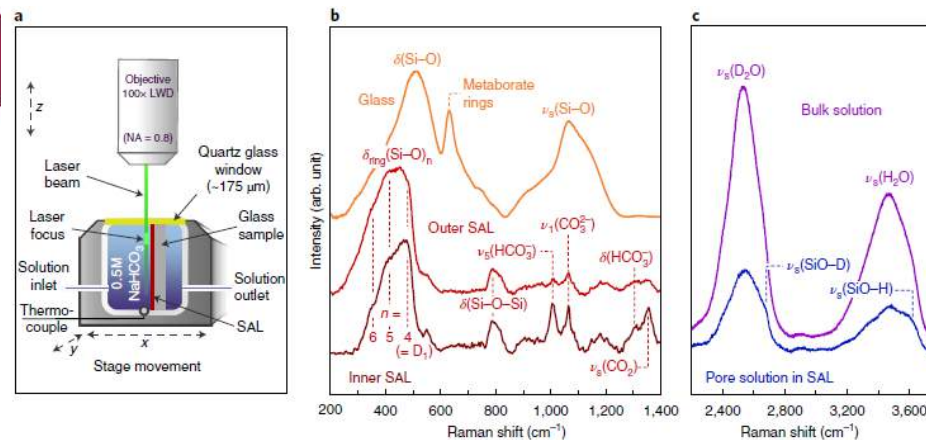 a
Objective
100× LWD
(NA = 0.8)
z
Laser
beam
Quartz glass
window
(~175 μm)
Laser
focus
Glass
sample
Solution
inlet
0.5M
NaHCO₃
Solution
outlet
Thermo-
couple
SAL
y
x
Stage movement
b
δ(Si–O)
Glass
Metaborate
rings
νₛ(Si–O)
δring(Si–O)ₙ
Outer SAL
ν₁(CO₃²⁻)
ν₅(HCO₃⁻)
δ(HCO₃⁻)
δ(Si–O–Si)
n =
6 5 4
(= D₁)
νₛ(CO₂)
Inner SAL
Intensity (arb. unit)
200 400 600 800 1,000 1,200 1,400
Raman shift (cm⁻¹)
c
νₛ(D₂O)
Bulk solution
νₛ(H₂O)
νₛ(SiO–D)
νₛ(SiO–H)
Pore solution in SAL
2,400 2,800 3,200 3,600
Raman shift (cm⁻¹)